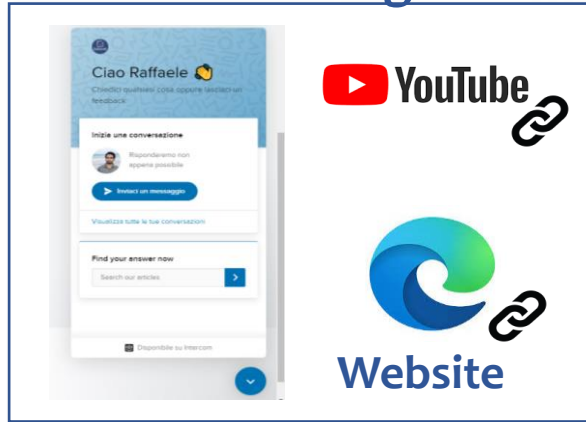 Ciao Raffaele
Chiedici qualsiasi cosa oppure lasciaci un
feedback
Inizia una conversazione
Risponderemo non
appena possibile
Inviaci un messaggio
Visualizza tutte le tue conversazioni
Find your answer now
Search our articles
Disponibile su Intercom
YouTube
Website